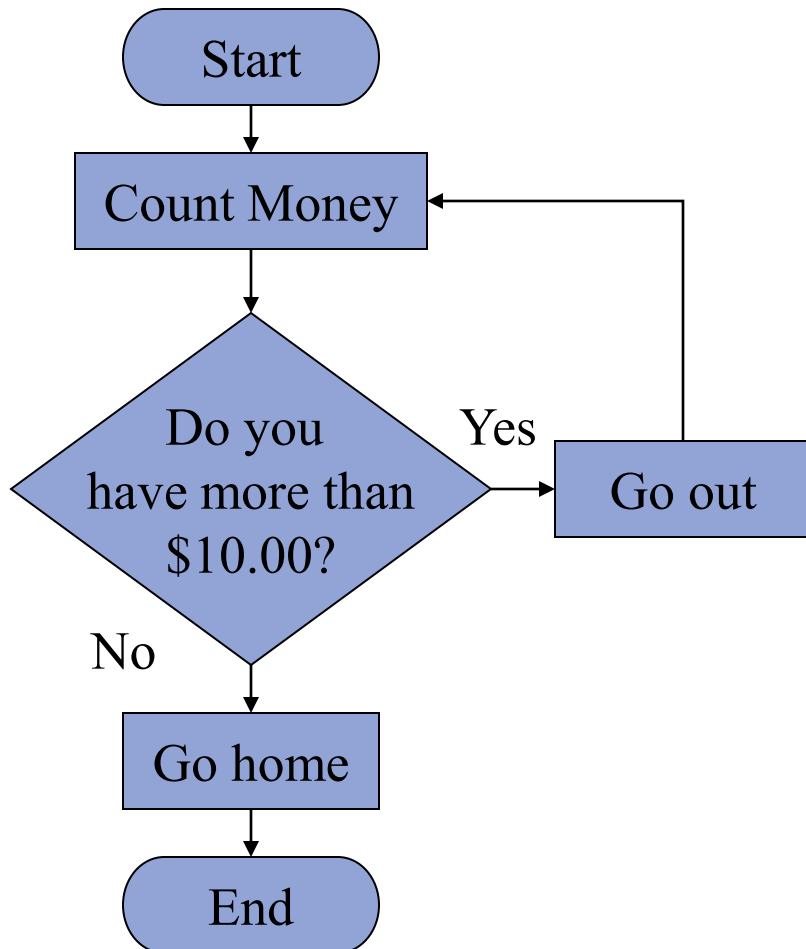 Start
Count Money
Do you
have more than
$10.00?
Yes
Go out
No
Go home
End